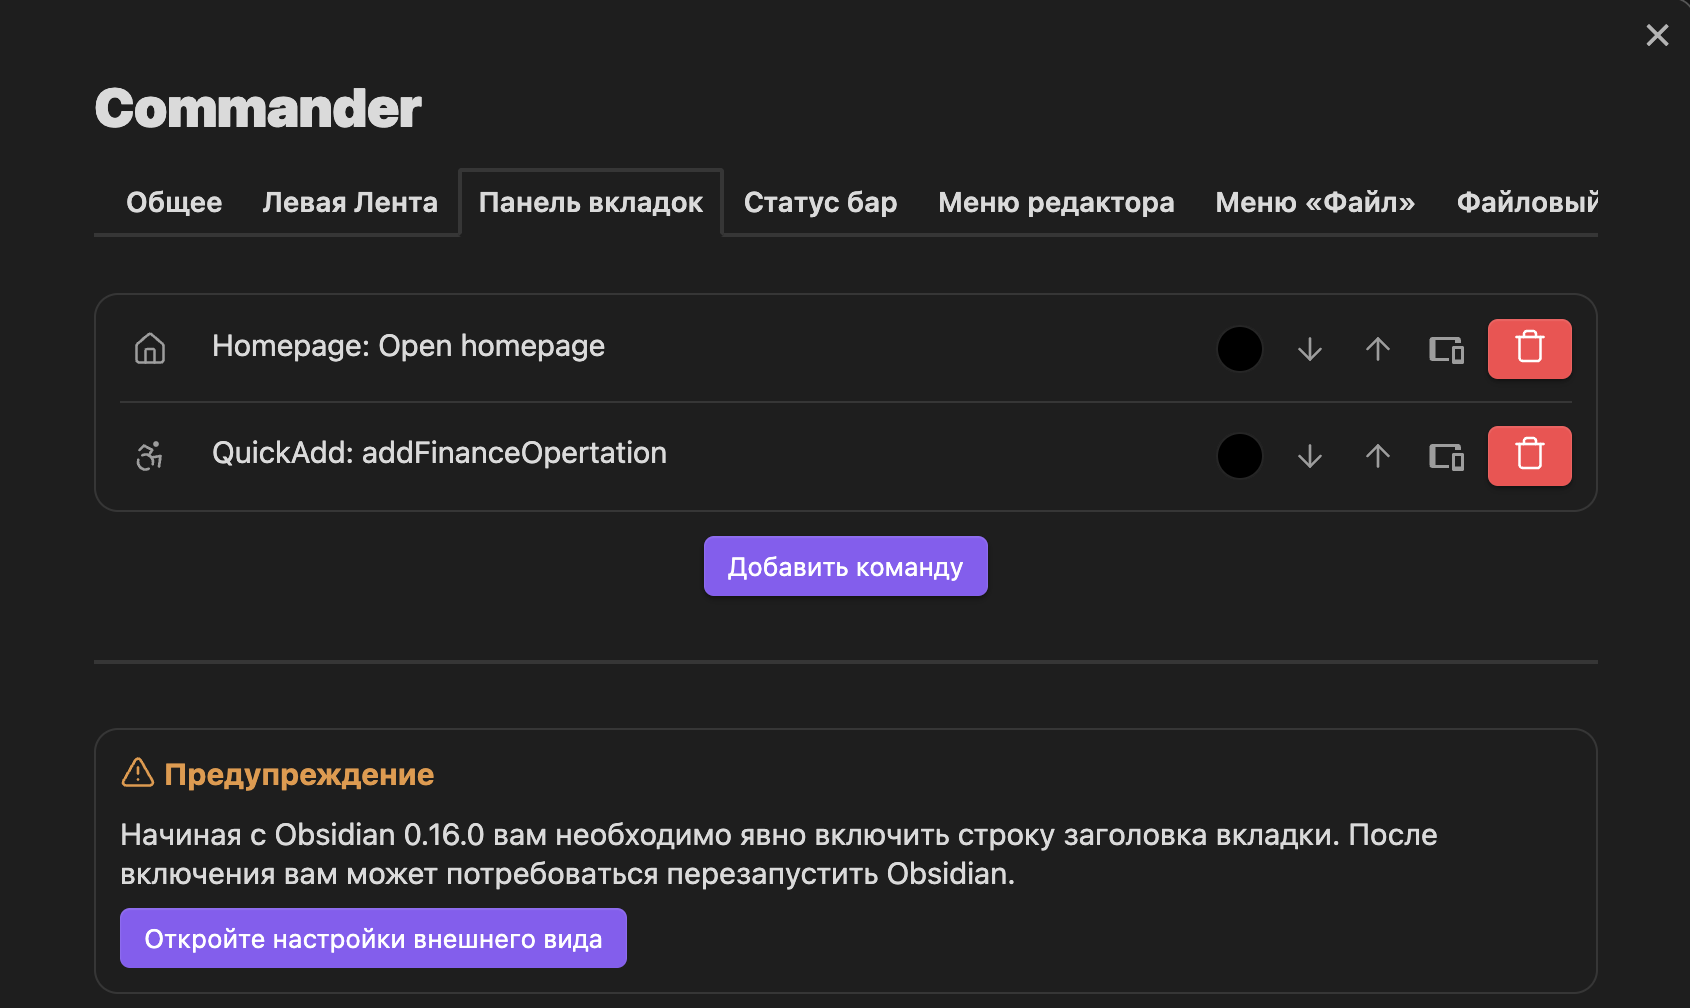 Commander
Общее Левая Лента Панель вкладок Статус бар Меню редактора Меню «Файл» Файловый
Homepage: Open homepage
QuickAdd: addFinanceOpertation
Добавить команду
Предупреждение
Начиная с Obsidian 0.16.0 вам необходимо явно включить строку заголовка вкладки. После
включения вам может потребоваться перезапустить Obsidian.
Откройте настройки внешнего вида